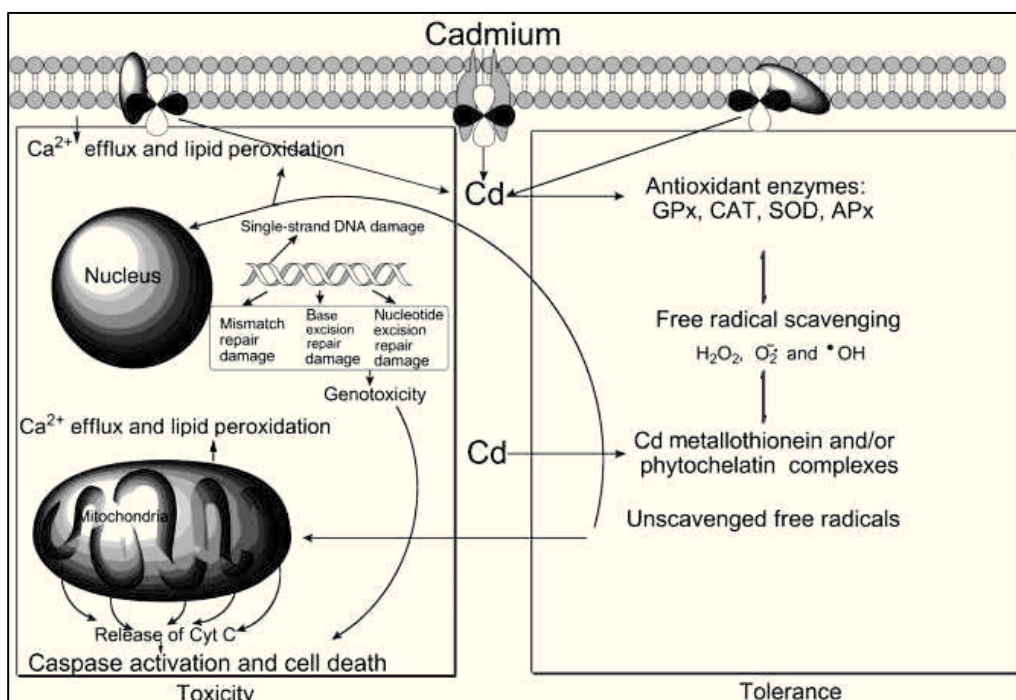 Cadmium
Ca²⁺ efflux and lipid peroxidation
Single-strand DNA damage
Nucleus
Mismatch
repair
damage
Base
excision
repair
damage
Nucleotide
excision
repair
damage
Genotoxicity
Ca²⁺ efflux and lipid peroxidation
Mitochondria
Release of Cyt C
Caspase activation and cell death
Toxicity
Cd
Cd
Antioxidant enzymes:
GPx, CAT, SOD, APx
Free radical scavenging
H₂O₂, O₂⁻• and •OH
Cd metallothionein and/or
phytochelatin complexes
Unscavenged free radicals
Tolerance